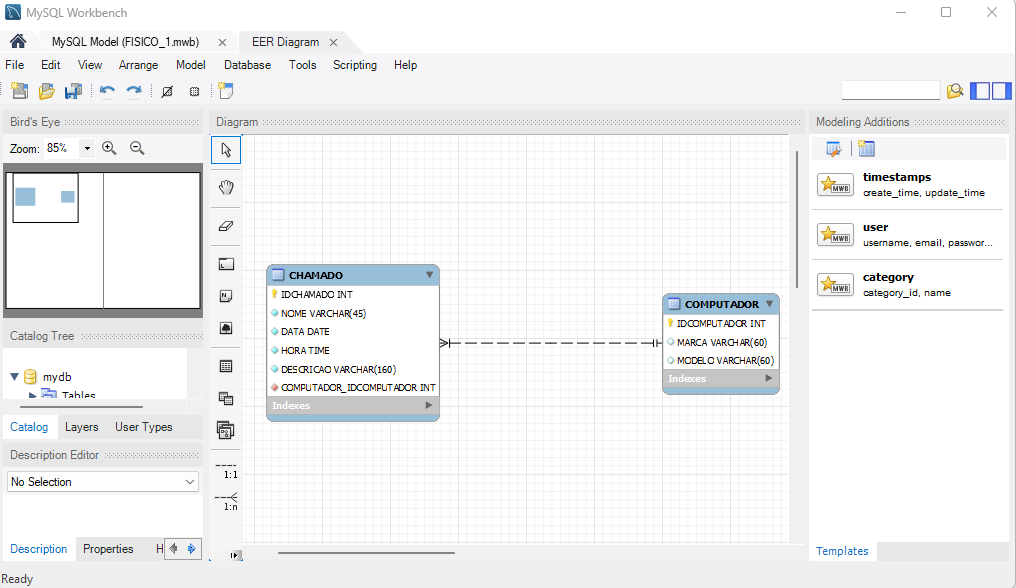 MySQL Workbench
MySQL Model (FISICO_1.mwb) EER Diagram
File Edit View Arrange Model Database Tools Scripting Help
Bird's Eye
Zoom: 85%
Catalog Tree
mydb
Tables
Catalog Layers User Types
Description Editor
No Selection
Description Properties H
Ready
Diagram
1:1
1:n
CHAMADO
IDCHAMADO INT
NOME VARCHAR(45)
DATA DATE
HORA TIME
DESCRICAO VARCHAR(160)
COMPUTADOR_IDCOMPUTADOR INT
Indexes
COMPUTADOR
IDCOMPUTADOR INT
MARCA VARCHAR(60)
MODELO VARCHAR(60)
Indexes
Modeling Additions
MWB
timestamps
create_time, update_time
MWB
user
username, email, passwor...
MWB
category
category_id, name
Templates